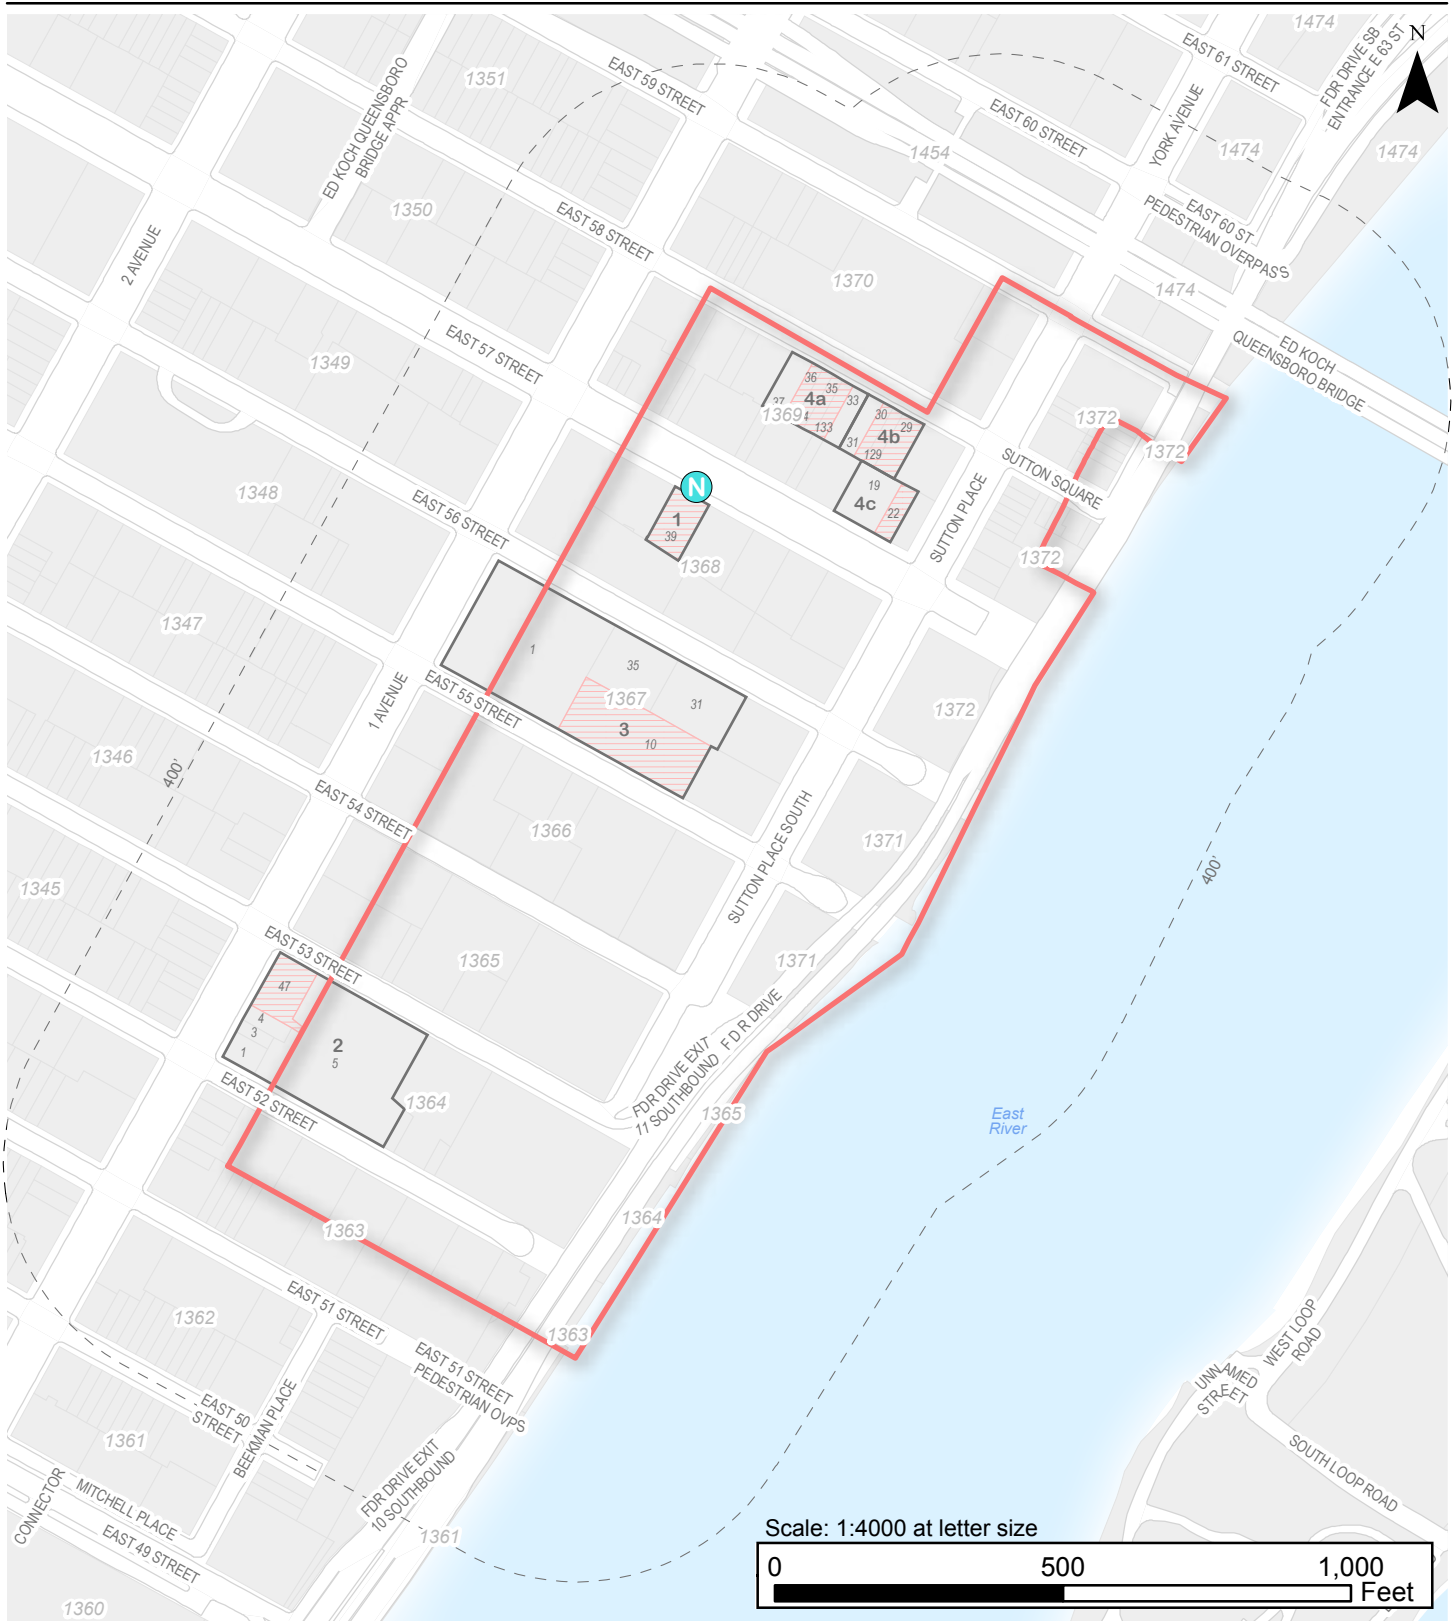 1474
N
EAST 61 STREET
FDR DRIVE SB
ENTRANCE E 63 ST
EAST 59 STREET
1351
ED KOCH QUEENSBORO
BRIDGE APPR
EAST 60 STREET
YORK AVENUE
1454
1474
1474
1350
EAST 58 STREET
EAST 60 ST
PEDESTRIAN OVERPASS
2 AVENUE
1370
1474
ED KOCH
QUEENSBORO BRIDGE
1349
EAST 57 STREET
36
35
33
37
4a
4
133
1369
30
29
4b
31
129
1372
1372
SUTTON SQUARE
19
4c
22
SUTTON PLACE
N
1
39
1368
1372
1348
EAST 56 STREET
1347
1
35
1367
31
3
10
EAST 55 STREET
1 AVENUE
1372
1346
400'
EAST 54 STREET
1366
SUTTON PLACE SOUTH
1371
400'
1345
EAST 53 STREET
1365
1371
47
4
3
1
2
5
FDR DRIVE EXIT
11 SOUTHBOUND
F D R DRIVE
EAST 52 STREET
1364
1365
East
River
1363
1364
1362
EAST 51 STREET
1363
WEST LOOP
ROAD
EAST 51 STREET
PEDESTRIAN OVPS
UNNAMED
STREET
EAST 50
STREET
BEEKMAN PLACE
1361
SOUTH LOOP ROAD
FDR DRIVE EXIT
10 SOUTHBOUND
CONNECTOR
MITCHELL PLACE
EAST 49 STREET
1361
1360
Scale: 1:4000 at letter size
0 500 1,000
Feet